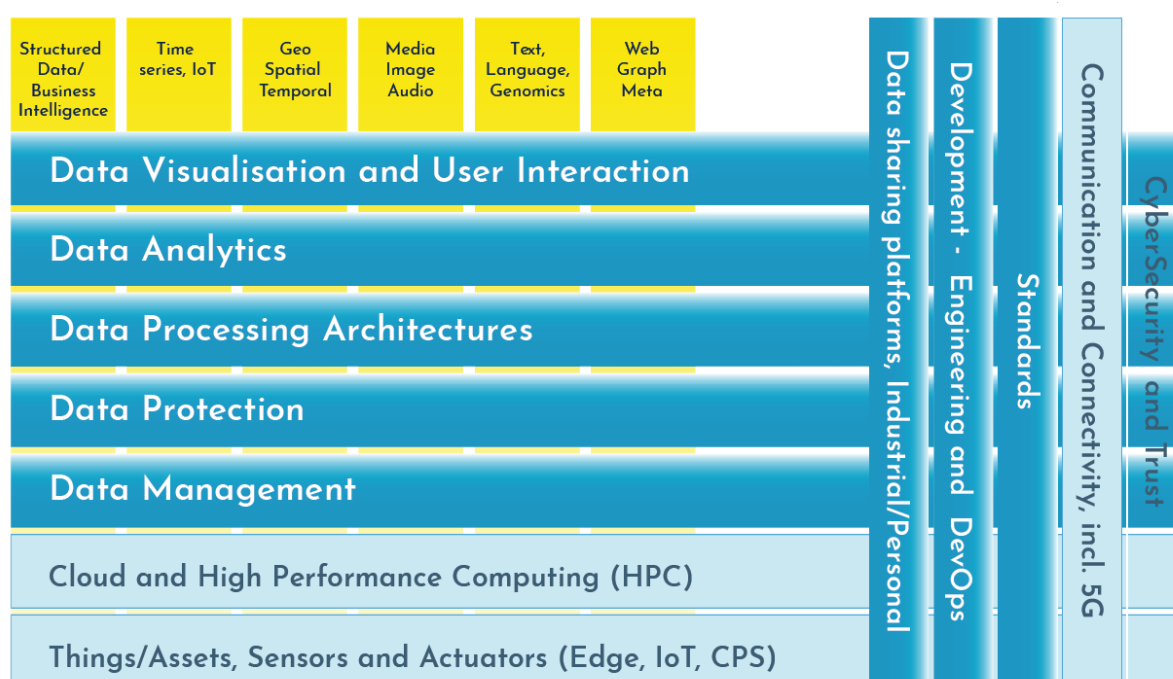 Structured
Data/
Business
Intelligence
Time
series, IoT
Geo
Spatial
Temporal
Media
Image
Audio
Text,
Language,
Genomics
Web
Graph
Meta
Data Visualisation and User Interaction
Data Analytics
Data Processing Architectures
Data Protection
Data Management
Cloud and High Performance Computing (HPC)
Things/Assets, Sensors and Actuators (Edge, IoT, CPS)
Data sharing platforms, Industrial/Personal
Development - Engineering and DevOps
Standards
Communication and Connectivity, incl. 5G
CyberSecurity and Trust